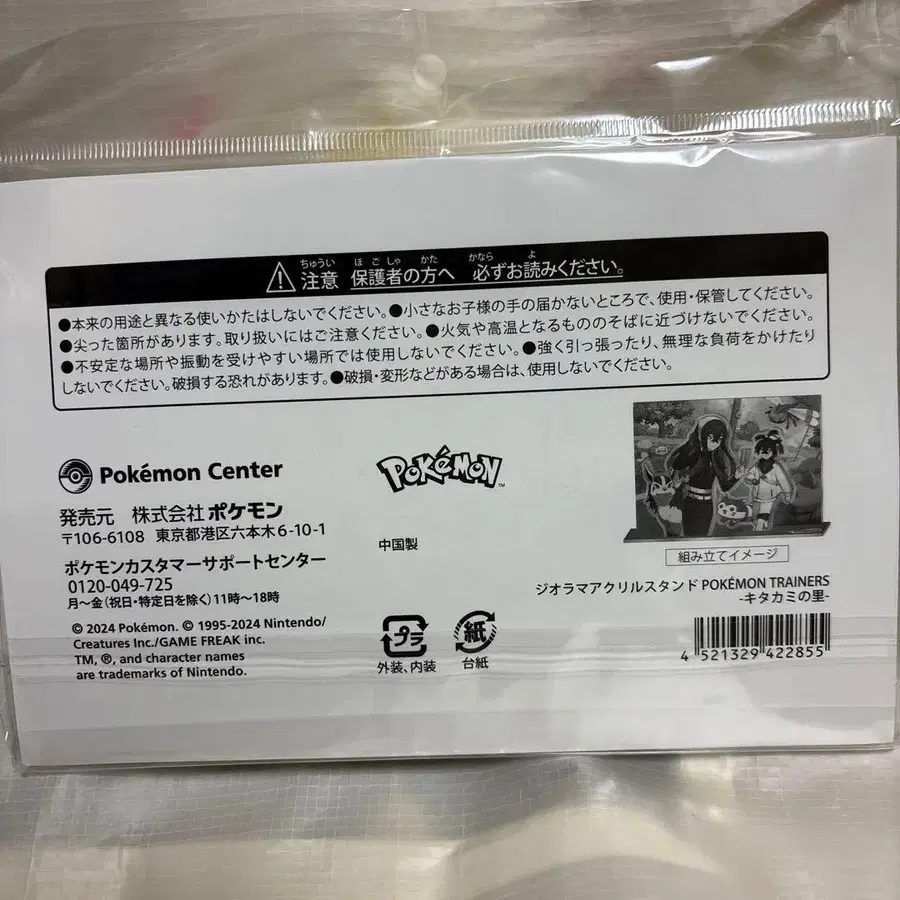 ちゅうい ほごしゃ かた かなら よ
注意 保護者の方へ 必ずお読みください。
●本来の用途と異なる使いかたはしないでください。●小さなお子様の手の届かないところで、使用・保管してください。
●尖った箇所があります。取り扱いにはご注意ください。●火気や高温となるもののそばに近づけないでください。
●不安定な場所や振動を受けやすい場所では使用しないでください。●強く引っ張ったり、無理な負荷をかけたり
しないでください。破損する恐れがあります。●破損・変形などがある場合は、使用しないでください。
Pokémon Center
発売元 株式会社ポケモン
〒106-6108 東京都港区六本木6-10-1
ポケモンカスタマーサポートセンター
0120-049-725
月～金(祝日・特定日を除く)11時～18時
© 2024 Pokémon. © 1995-2024 Nintendo/
Creatures Inc./GAME FREAK inc.
TM, ®, and character names
are trademarks of Nintendo.
POKéMON™
中国製
プラ
外装、内装
紙
台紙
組み立てイメージ
ジオラマアクリルスタンド POKÉMON TRAINERS
-キタカミの里-
4 521329 422855